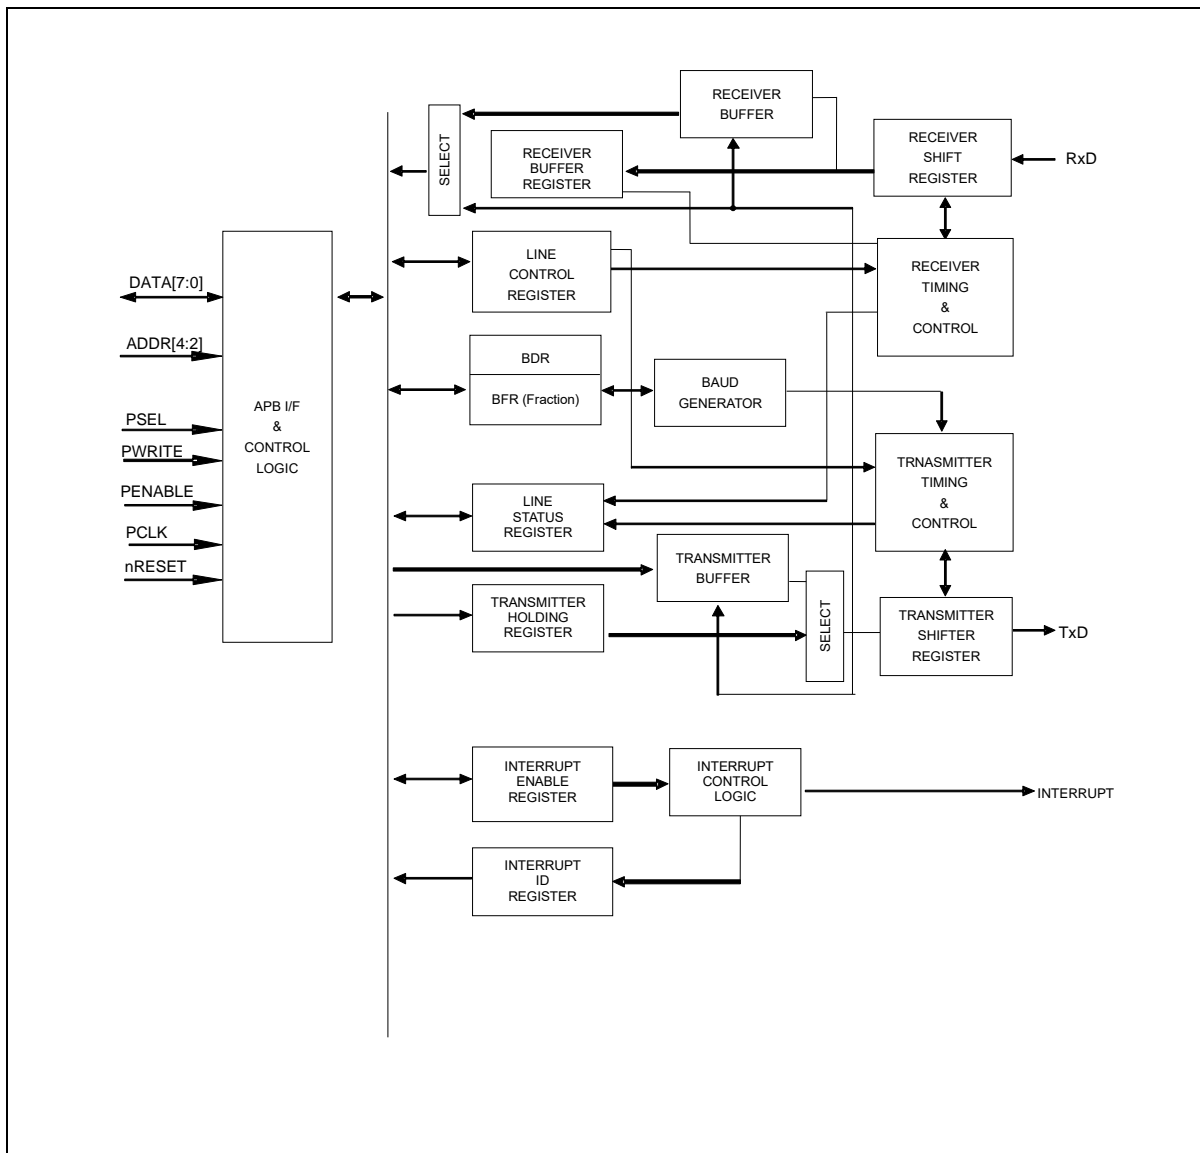 RECEIVER
BUFFER
SELECT
RECEIVER
BUFFER
REGISTER
RECEIVER
SHIFT
REGISTER
RxD
LINE
CONTROL
REGISTER
RECEIVER
TIMING
&
CONTROL
DATA[7:0]
ADDR[4:2]
PSEL
PWRITE
PENABLE
PCLK
nRESET
APB I/F
&
CONTROL
LOGIC
BDR
BFR (Fraction)
BAUD
GENERATOR
TRNASMITTER
TIMING
&
CONTROL
LINE
STATUS
REGISTER
TRANSMITTER
BUFFER
TRANSMITTER
HOLDING
REGISTER
SELECT
TRANSMITTER
SHIFTER
REGISTER
TxD
INTERRUPT
ENABLE
REGISTER
INTERRUPT
CONTROL
LOGIC
INTERRUPT
INTERRUPT
ID
REGISTER